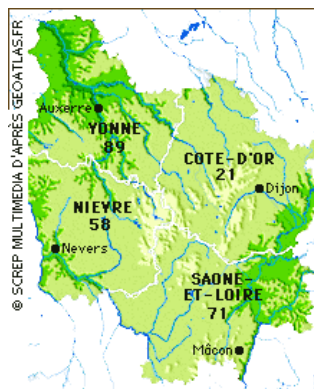 © SCREP MULTIMEDIA D'APRÈS GEOATLAS.FR
Auxerre
YONNE
89
COTE-D'OR
21
Dijon
NIEVRE
58
Nevers
SAONE-
ET-LOIRE
71
Mâcon